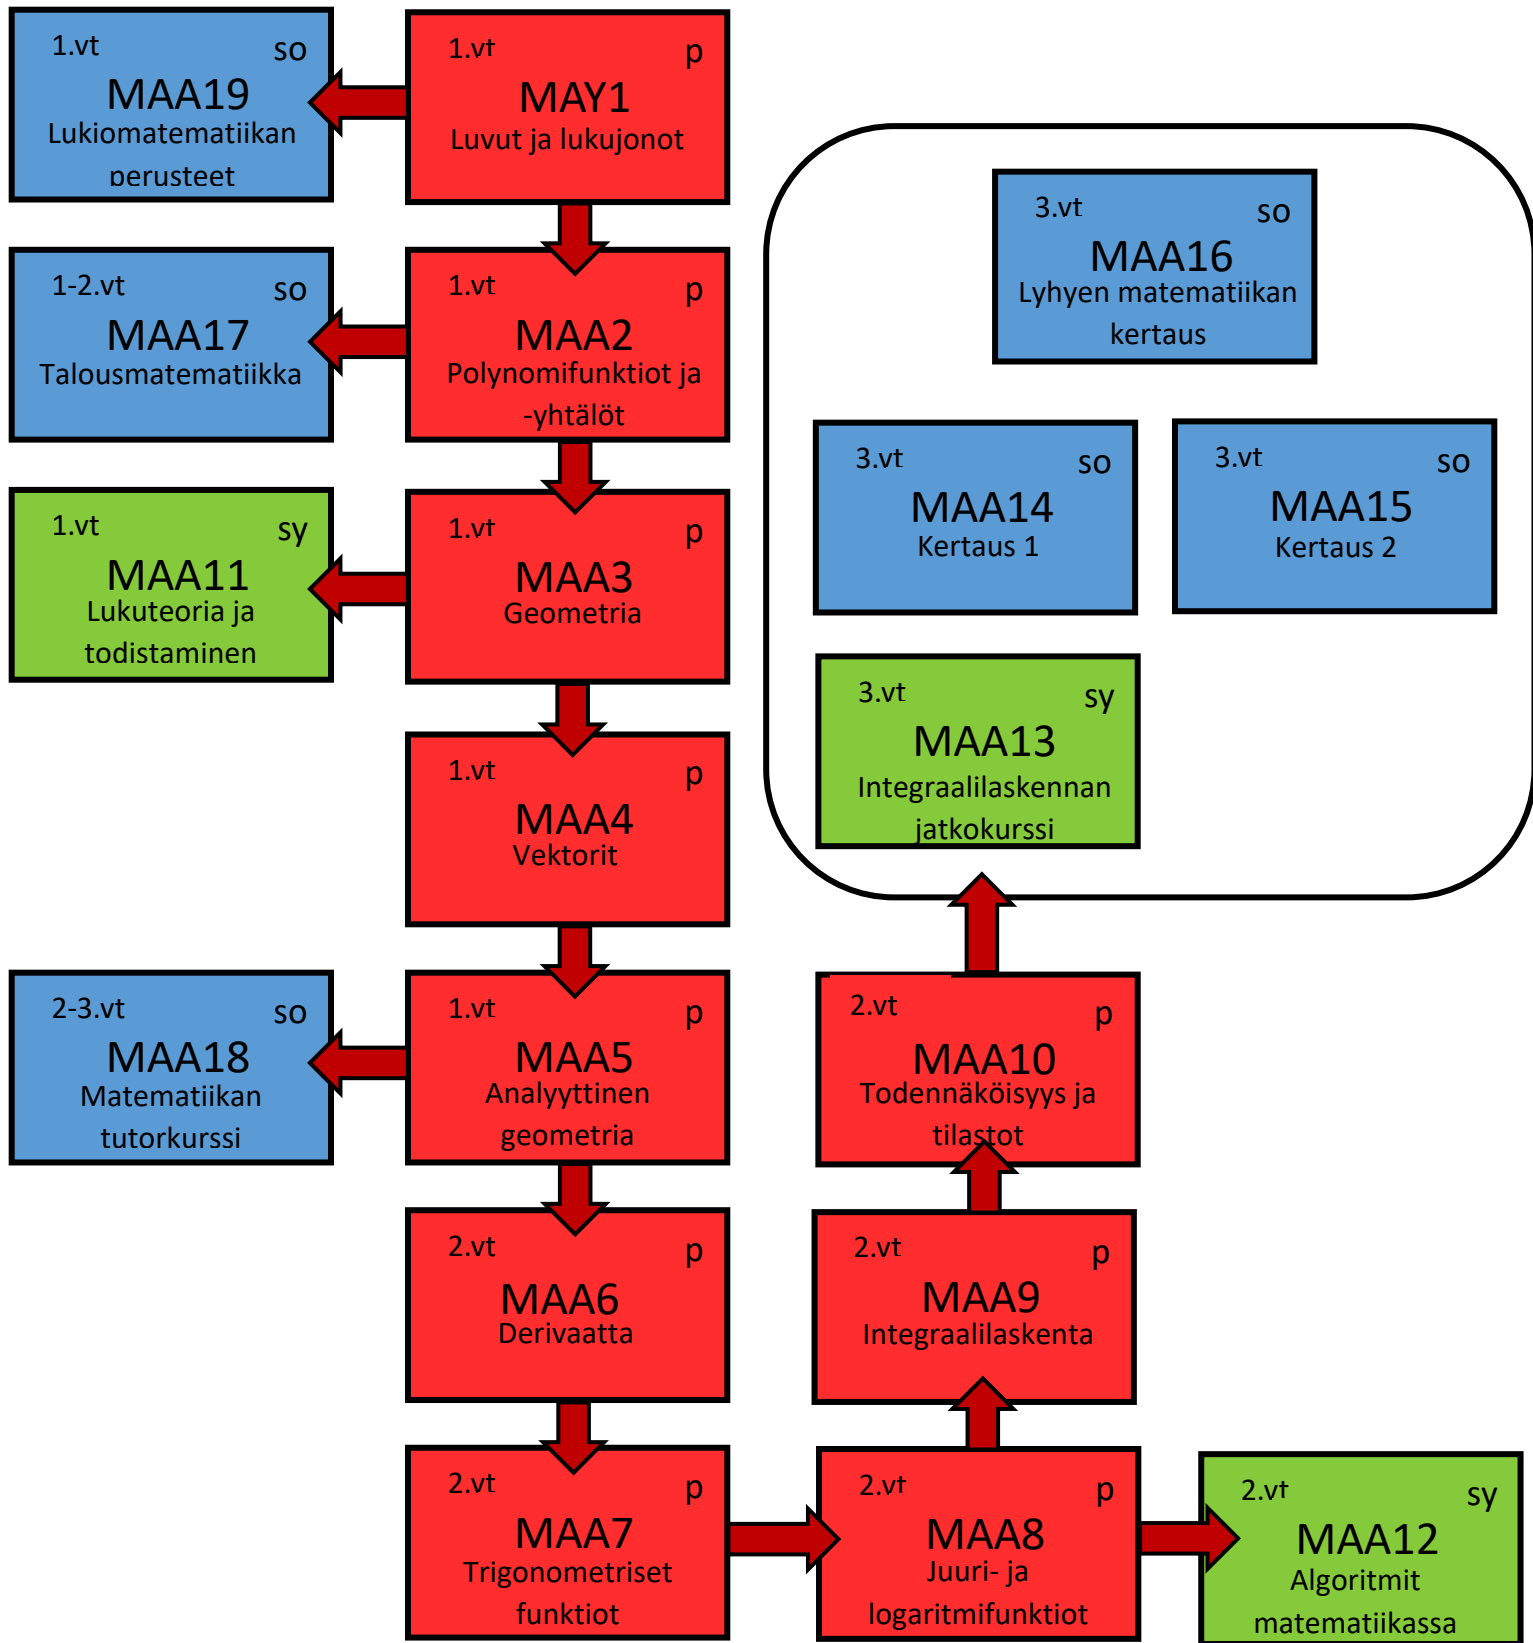 1.vt so
MAA19
Lukiomatematiikan
perusteet
1.vt p
MAY1
Luvut ja lukujonot
1-2.vt so
MAA17
Talousmatematiikka
1.vt p
MAA2
Polynomifunktiot ja
-yhtälöt
1.vt sy
MAA11
Lukuteoria ja
todistaminen
1.vt p
MAA3
Geometria
1.vt p
MAA4
Vektorit
2-3.vt so
MAA18
Matematiikan
tutorkurssi
1.vt p
MAA5
Analyyttinen
geometria
2.vt p
MAA6
Derivaatta
2.vt p
MAA7
Trigonometriset
funktiot
3.vt so
MAA16
Lyhyen matematiikan
kertaus
3.vt so
MAA14
Kertaus 1
3.vt so
MAA15
Kertaus 2
3.vt sy
MAA13
Integraalilaskennan
jatkokurssi
2.vt p
MAA10
Todennäköisyys ja
tilastot
2.vt p
MAA9
Integraalilaskenta
2.vt p
MAA8
Juuri- ja
logaritmifunktiot
2.vt sy
MAA12
Algoritmit
matematiikassa